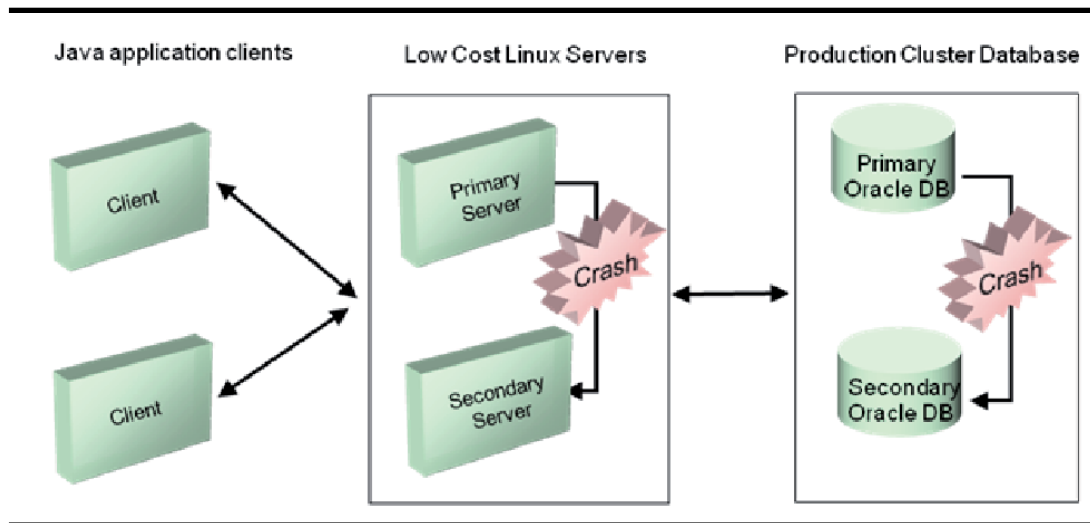 Java application clients
Low Cost Linux Servers
Production Cluster Database
Client
Client
Primary
Server
Crash
Secondary
Server
Primary
Oracle DB
Crash
Secondary
Oracle DB